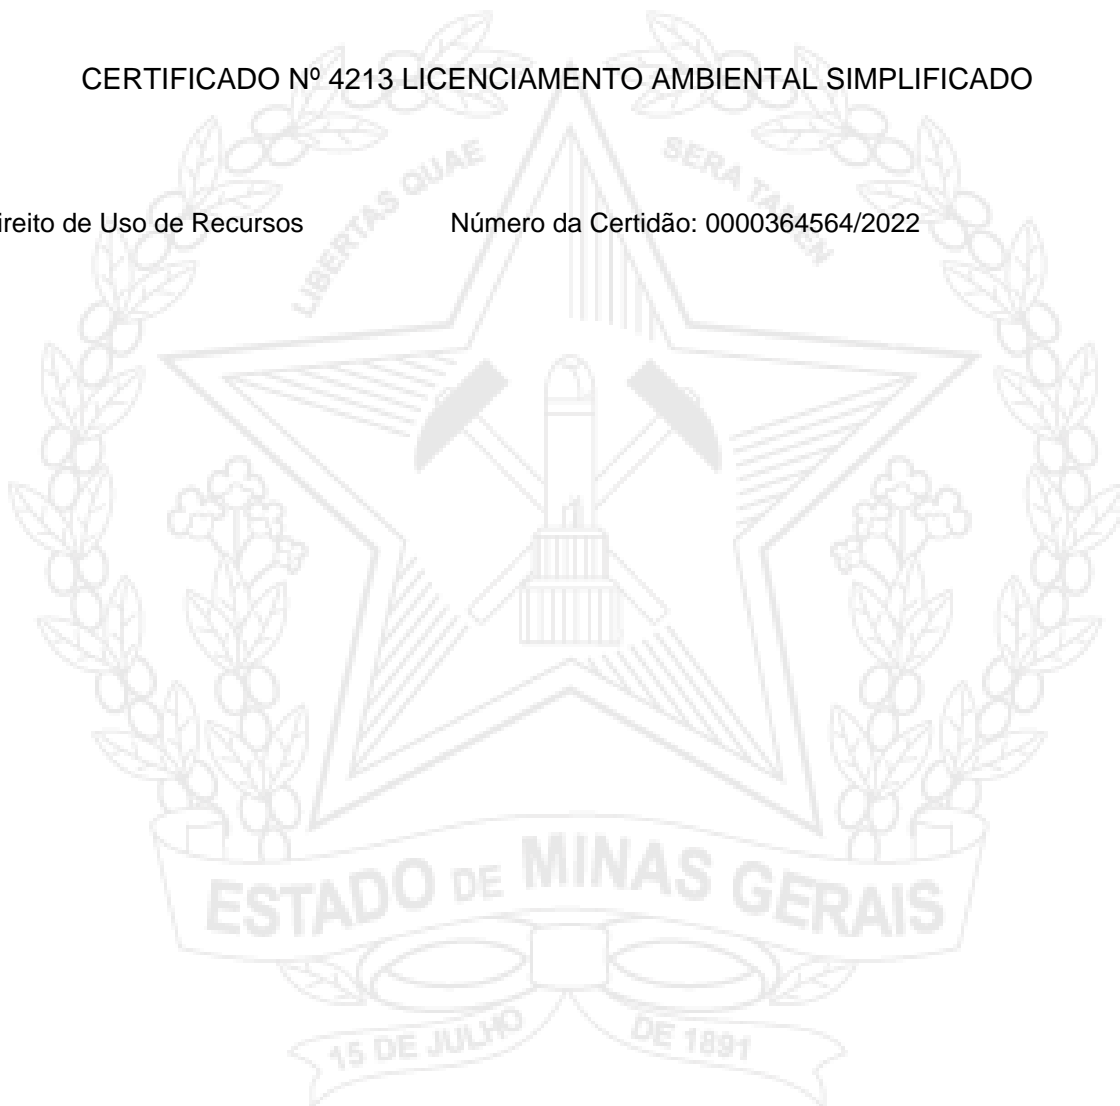 CERTIFICADO Nº 4213 LICENCIAMENTO AMBIENTAL SIMPLIFICADO
LIBERTAS QUAE SERA TAMEN
ireito de Uso de Recursos Número da Certidão: 0000364564/2022
ESTADO DE MINAS GERAIS
15 DE JULHO DE 1891